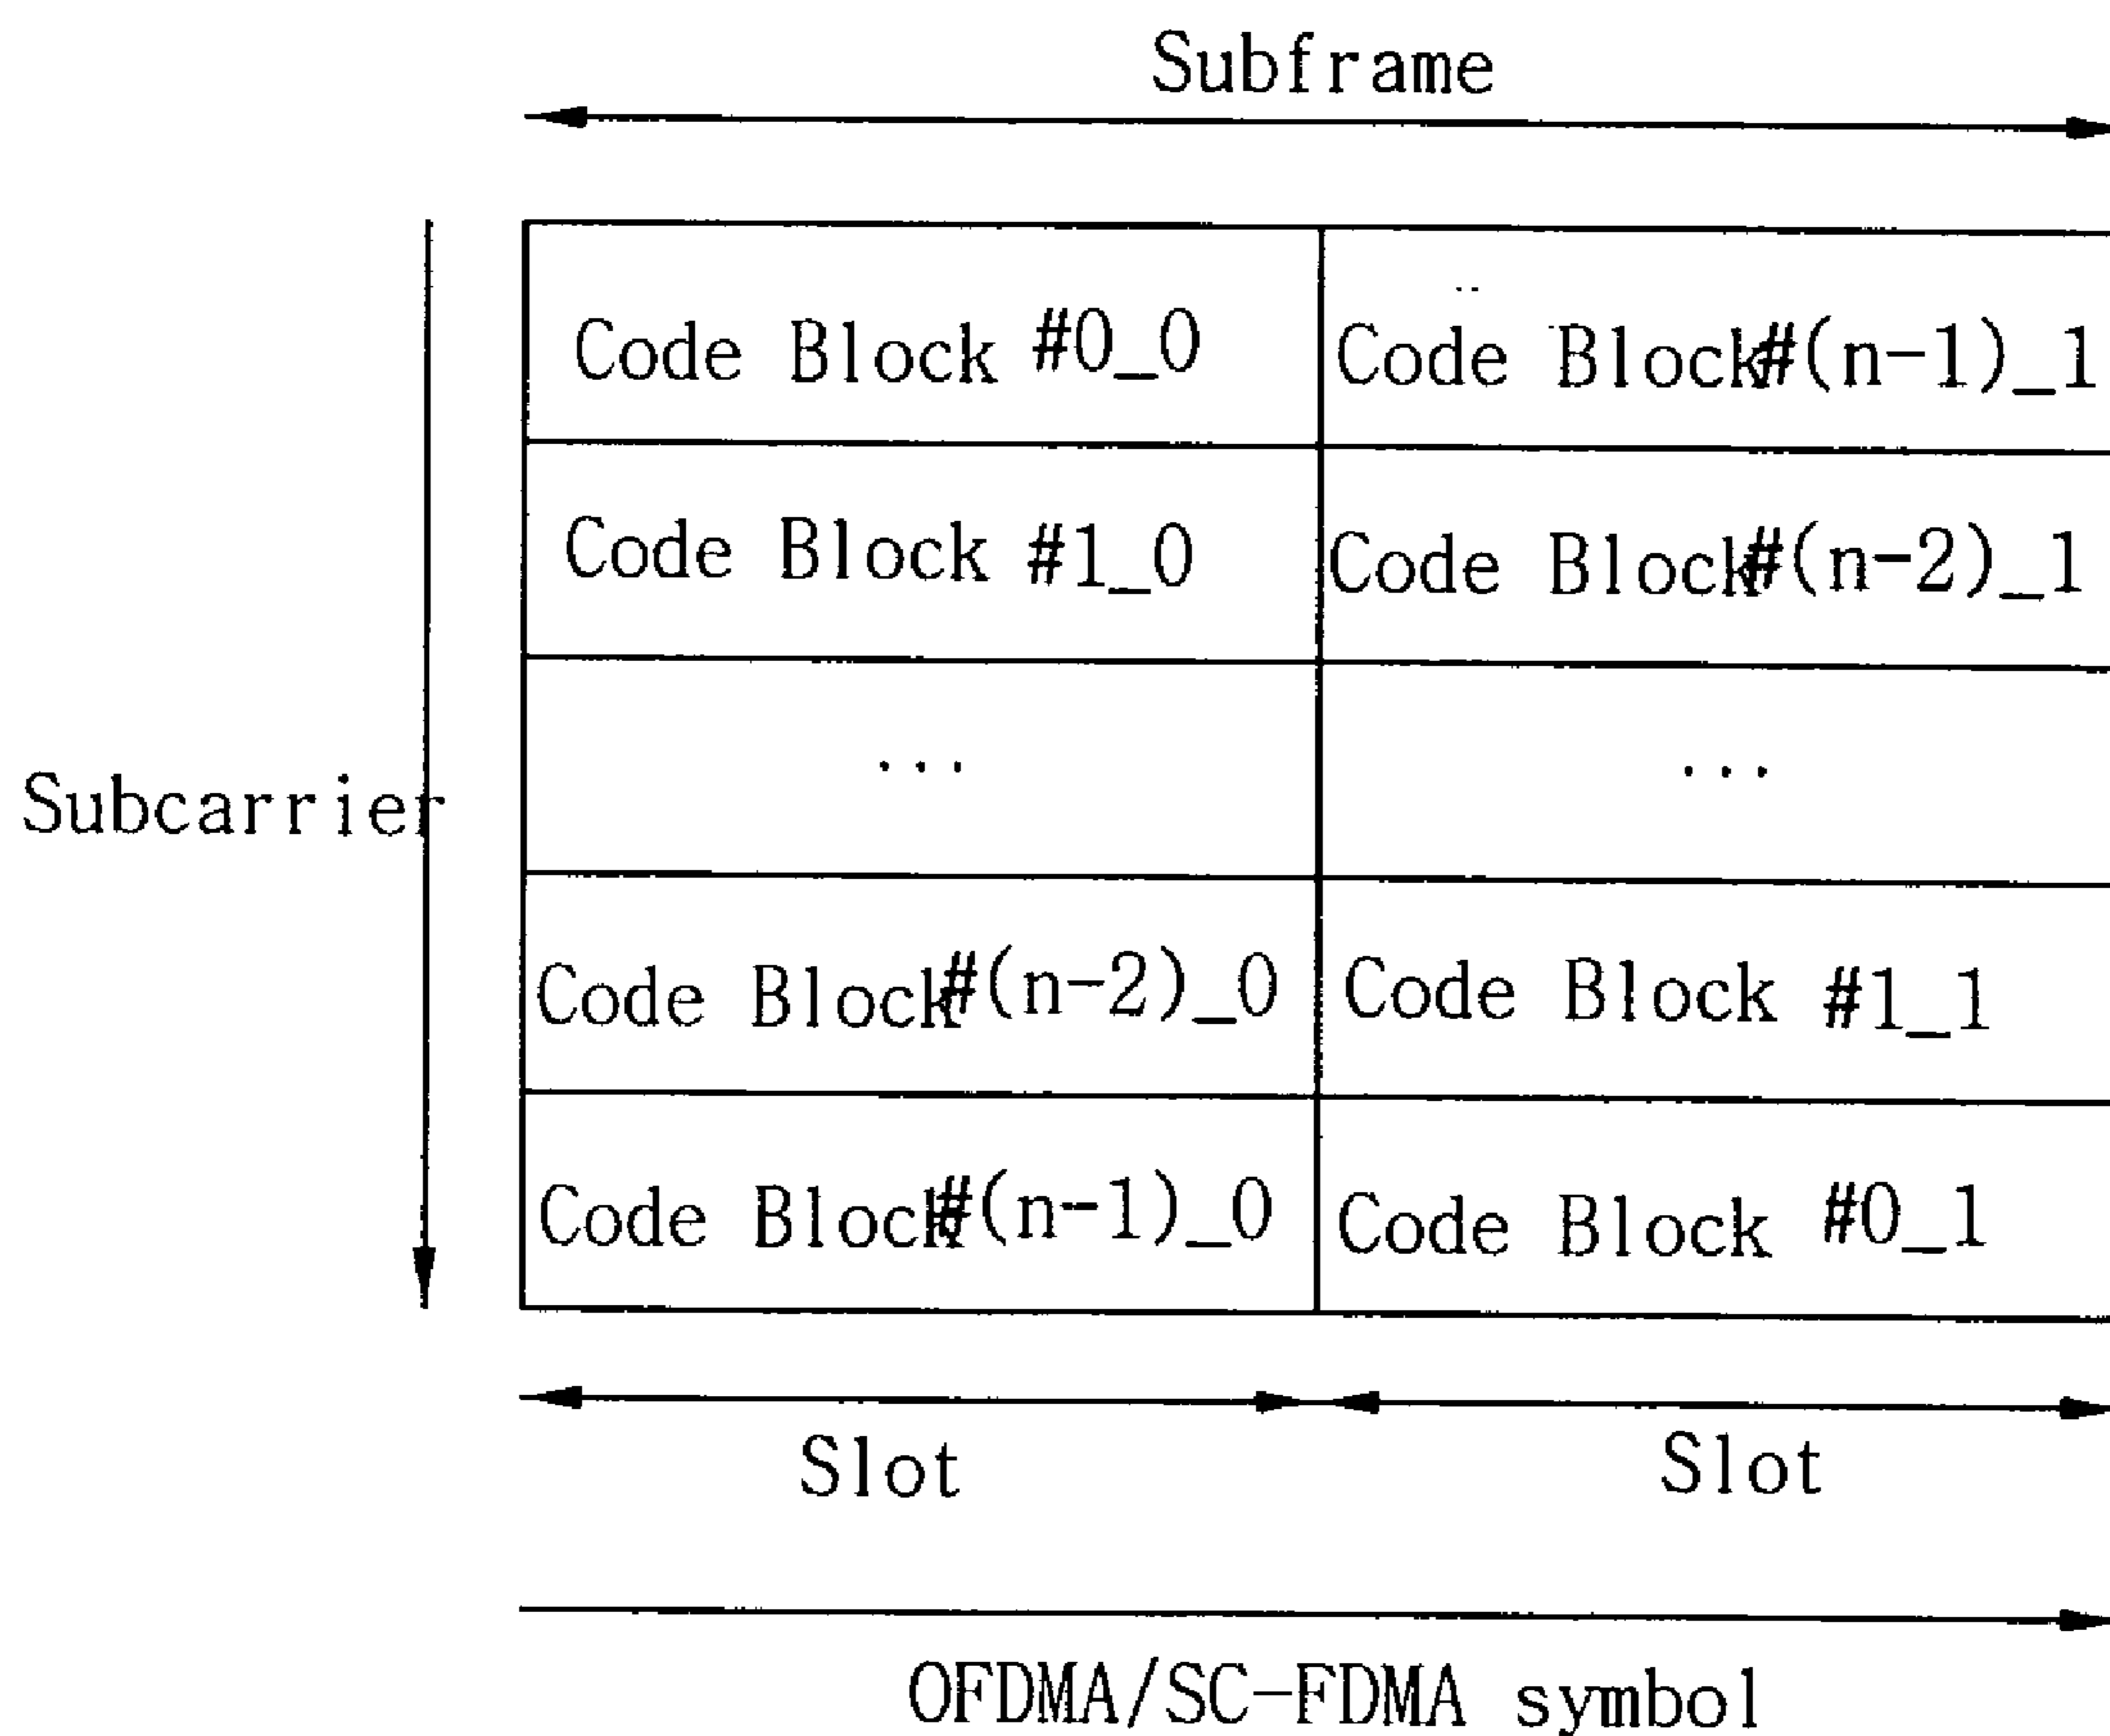 Subframe
Code Block #0_0 Code Block#(n-1)_1
Code Block #1_0 Code Block#(n-2)_1
... ...
Subcarrier
Code Block#(n-2)_0 Code Block #1_1
Code Block#(n-1)_0 Code Block #0_1
Slot Slot
OFDMA/SC-FDMA symbol